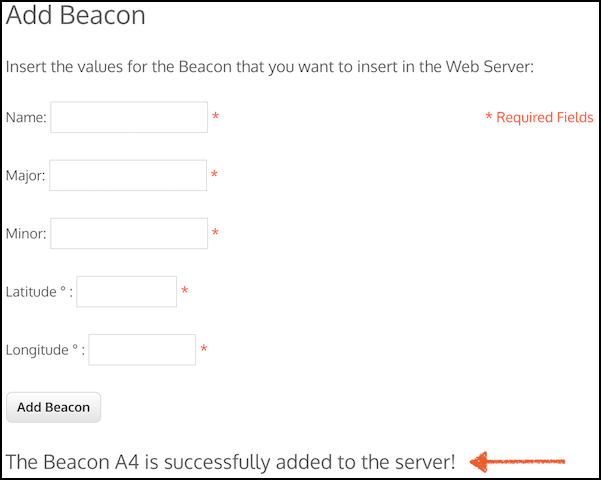 Add Beacon
Insert the values for the Beacon that you want to insert in the Web Server:
Name: * * Required Fields
Major: *
Minor: *
Latitude ° : *
Longitude ° : *
Add Beacon
The Beacon A4 is successfully added to the server!